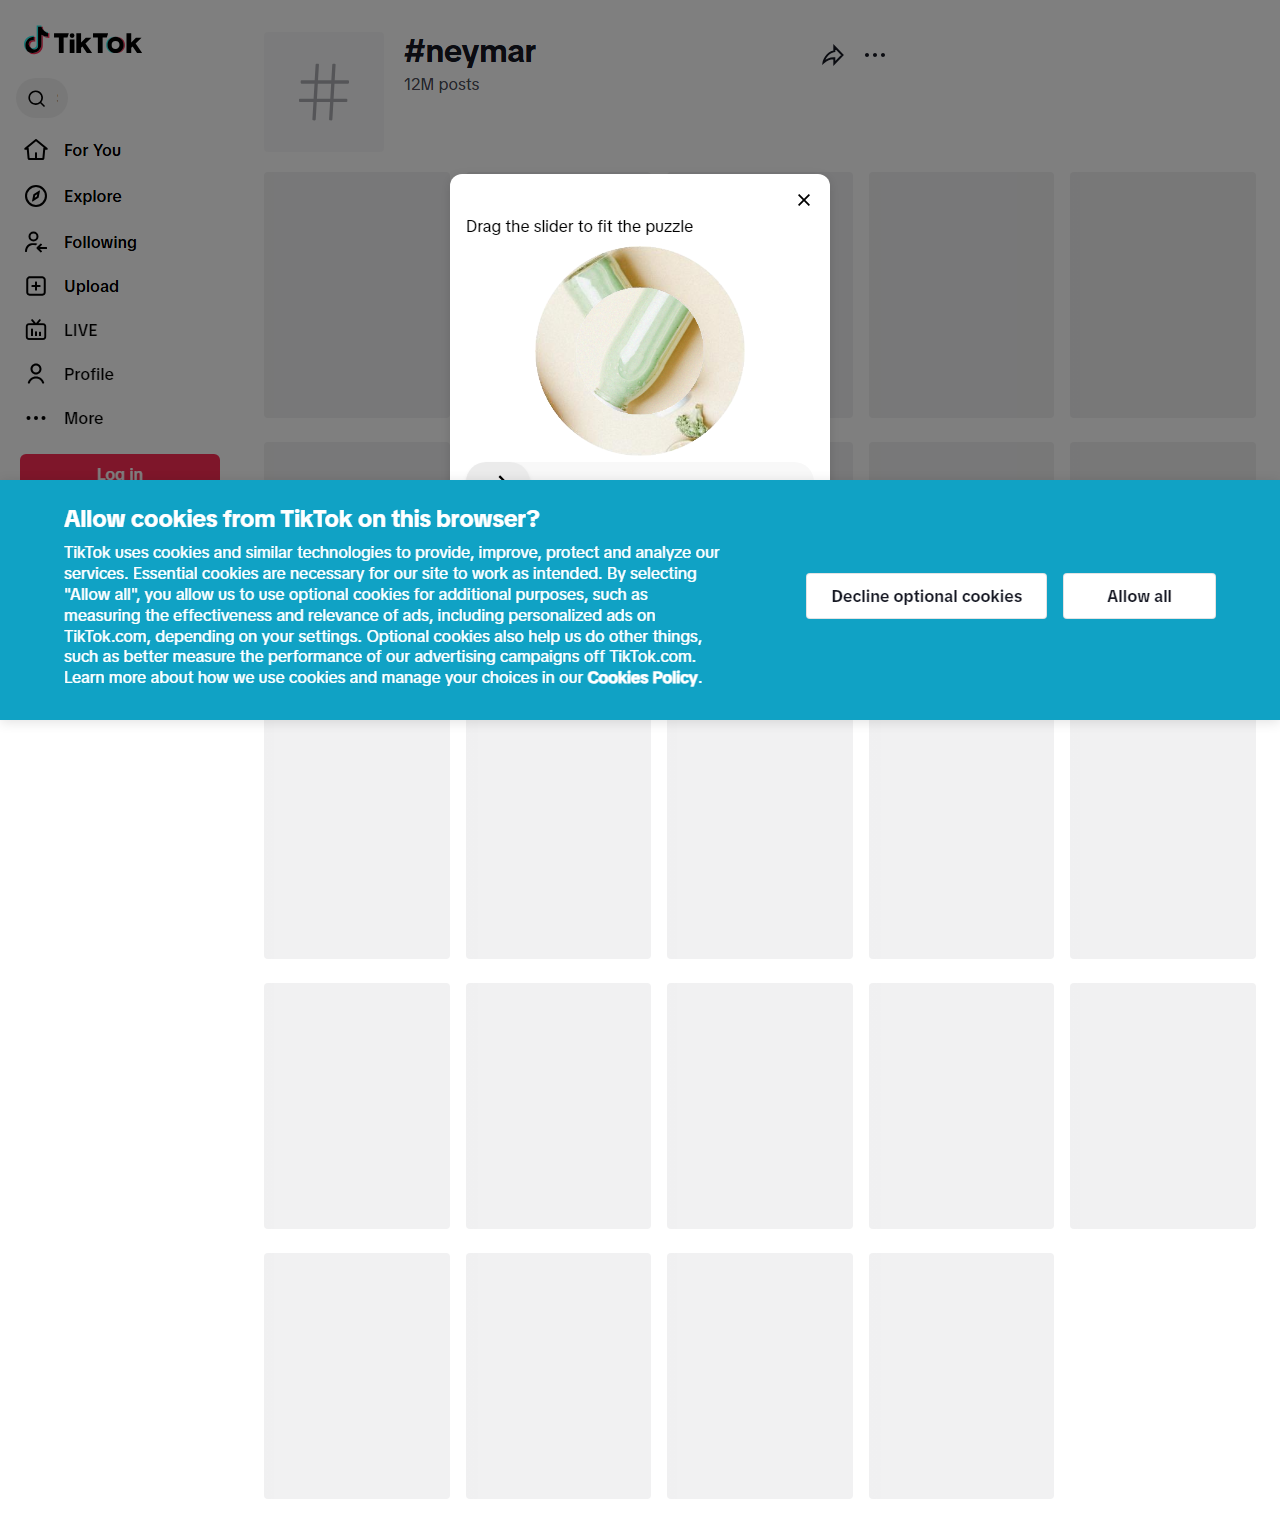 TikTok
#neymar
12M posts
For You
Explore
Following
Upload
LIVE
Profile
More
Log in
Drag the slider to fit the puzzle
Allow cookies from TikTok on this browser?
TikTok uses cookies and similar technologies to provide, improve, protect and analyze our
services. Essential cookies are necessary for our site to work as intended. By selecting
"Allow all", you allow us to use optional cookies for additional purposes, such as
measuring the effectiveness and relevance of ads, including personalized ads on
TikTok.com, depending on your settings. Optional cookies also help us do other things,
such as better measure the performance of our advertising campaigns off TikTok.com.
Learn more about how we use cookies and manage your choices in our Cookies Policy.
Decline optional cookies
Allow all